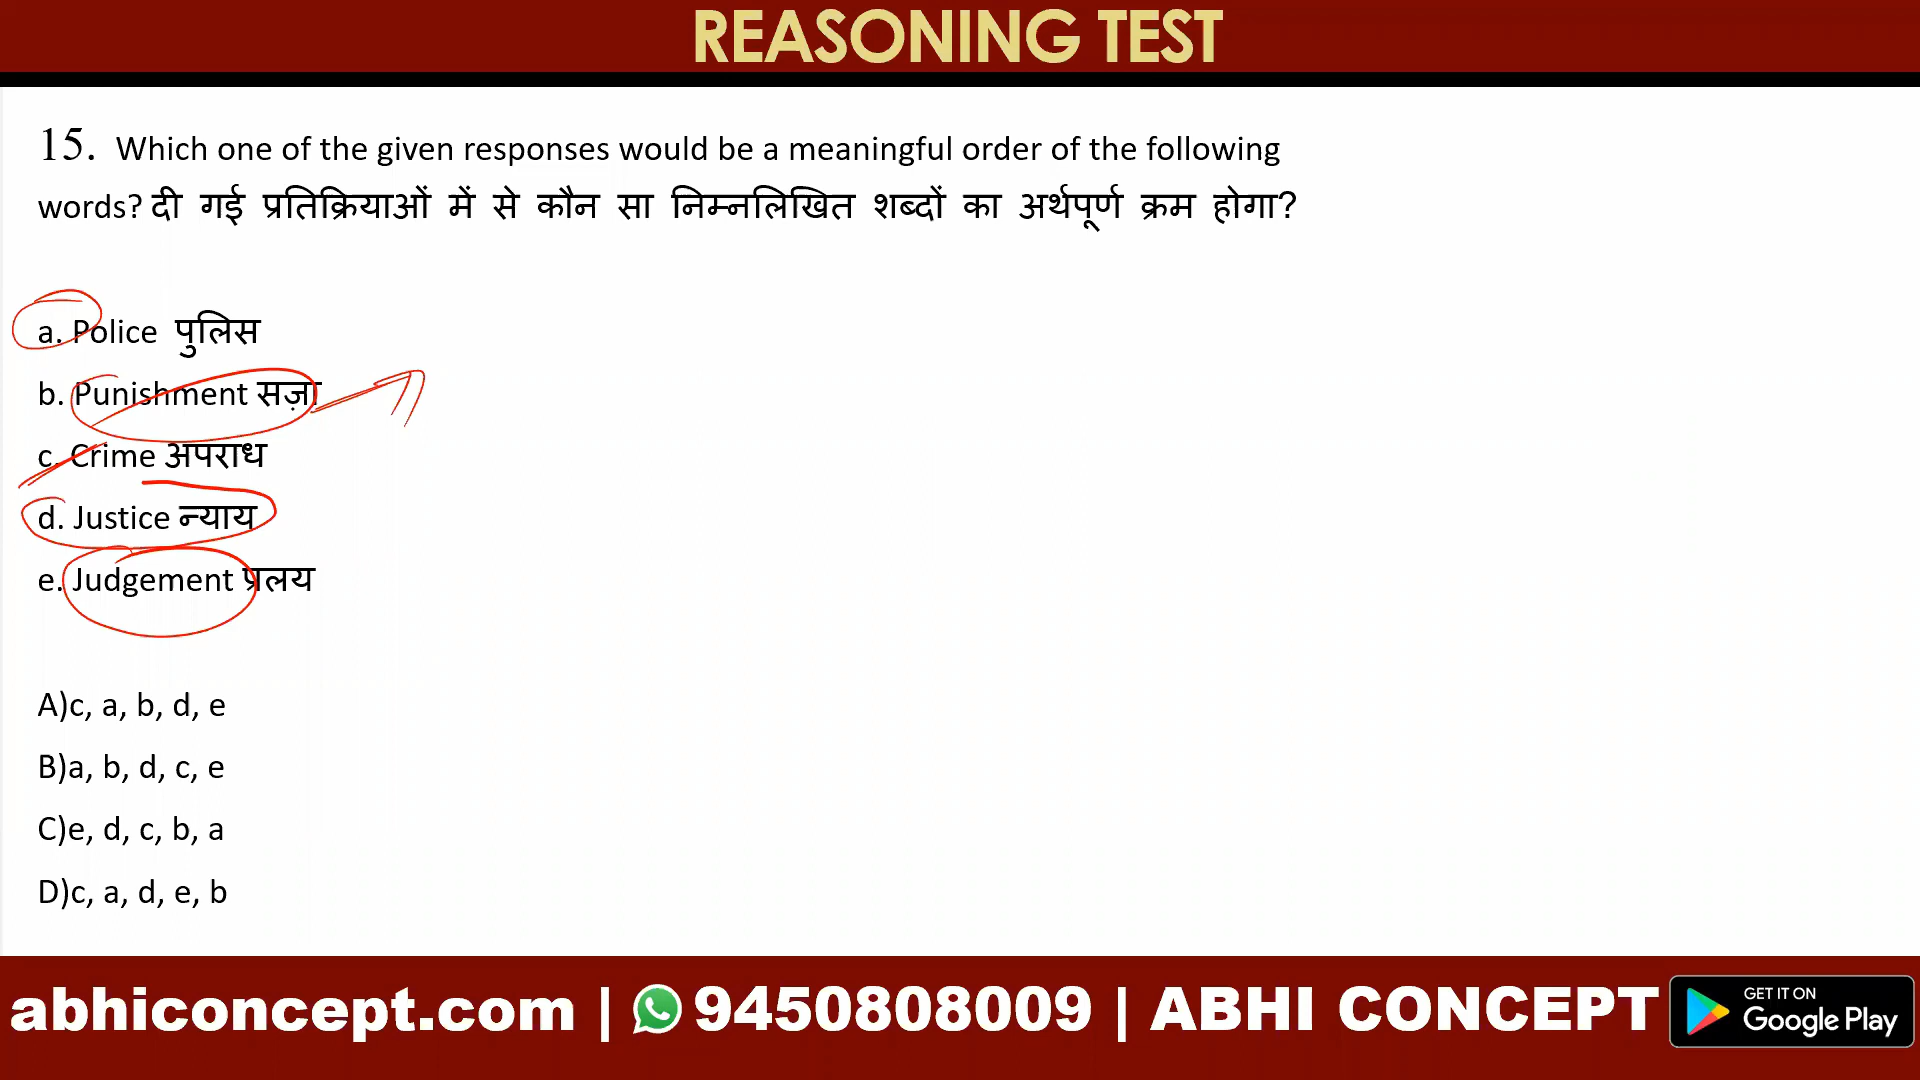 REASONING TEST
15. Which one of the given responses would be a meaningful order of the following
words? दी गई प्रतिक्रियाओं में से कौन सा निम्नलिखित शब्दों का अर्थपूर्ण क्रम होगा?
a. Police पुलिस
b. Punishment सज़ा
c. Crime अपराध
d. Justice न्याय
e. Judgement प्रलय
A)c, a, b, d, e
B)a, b, d, c, e
C)e, d, c, b, a
D)c, a, d, e, b
abhiconcept.com | 9450808009 | ABHI CONCEPT
GET IT ON
Google Play